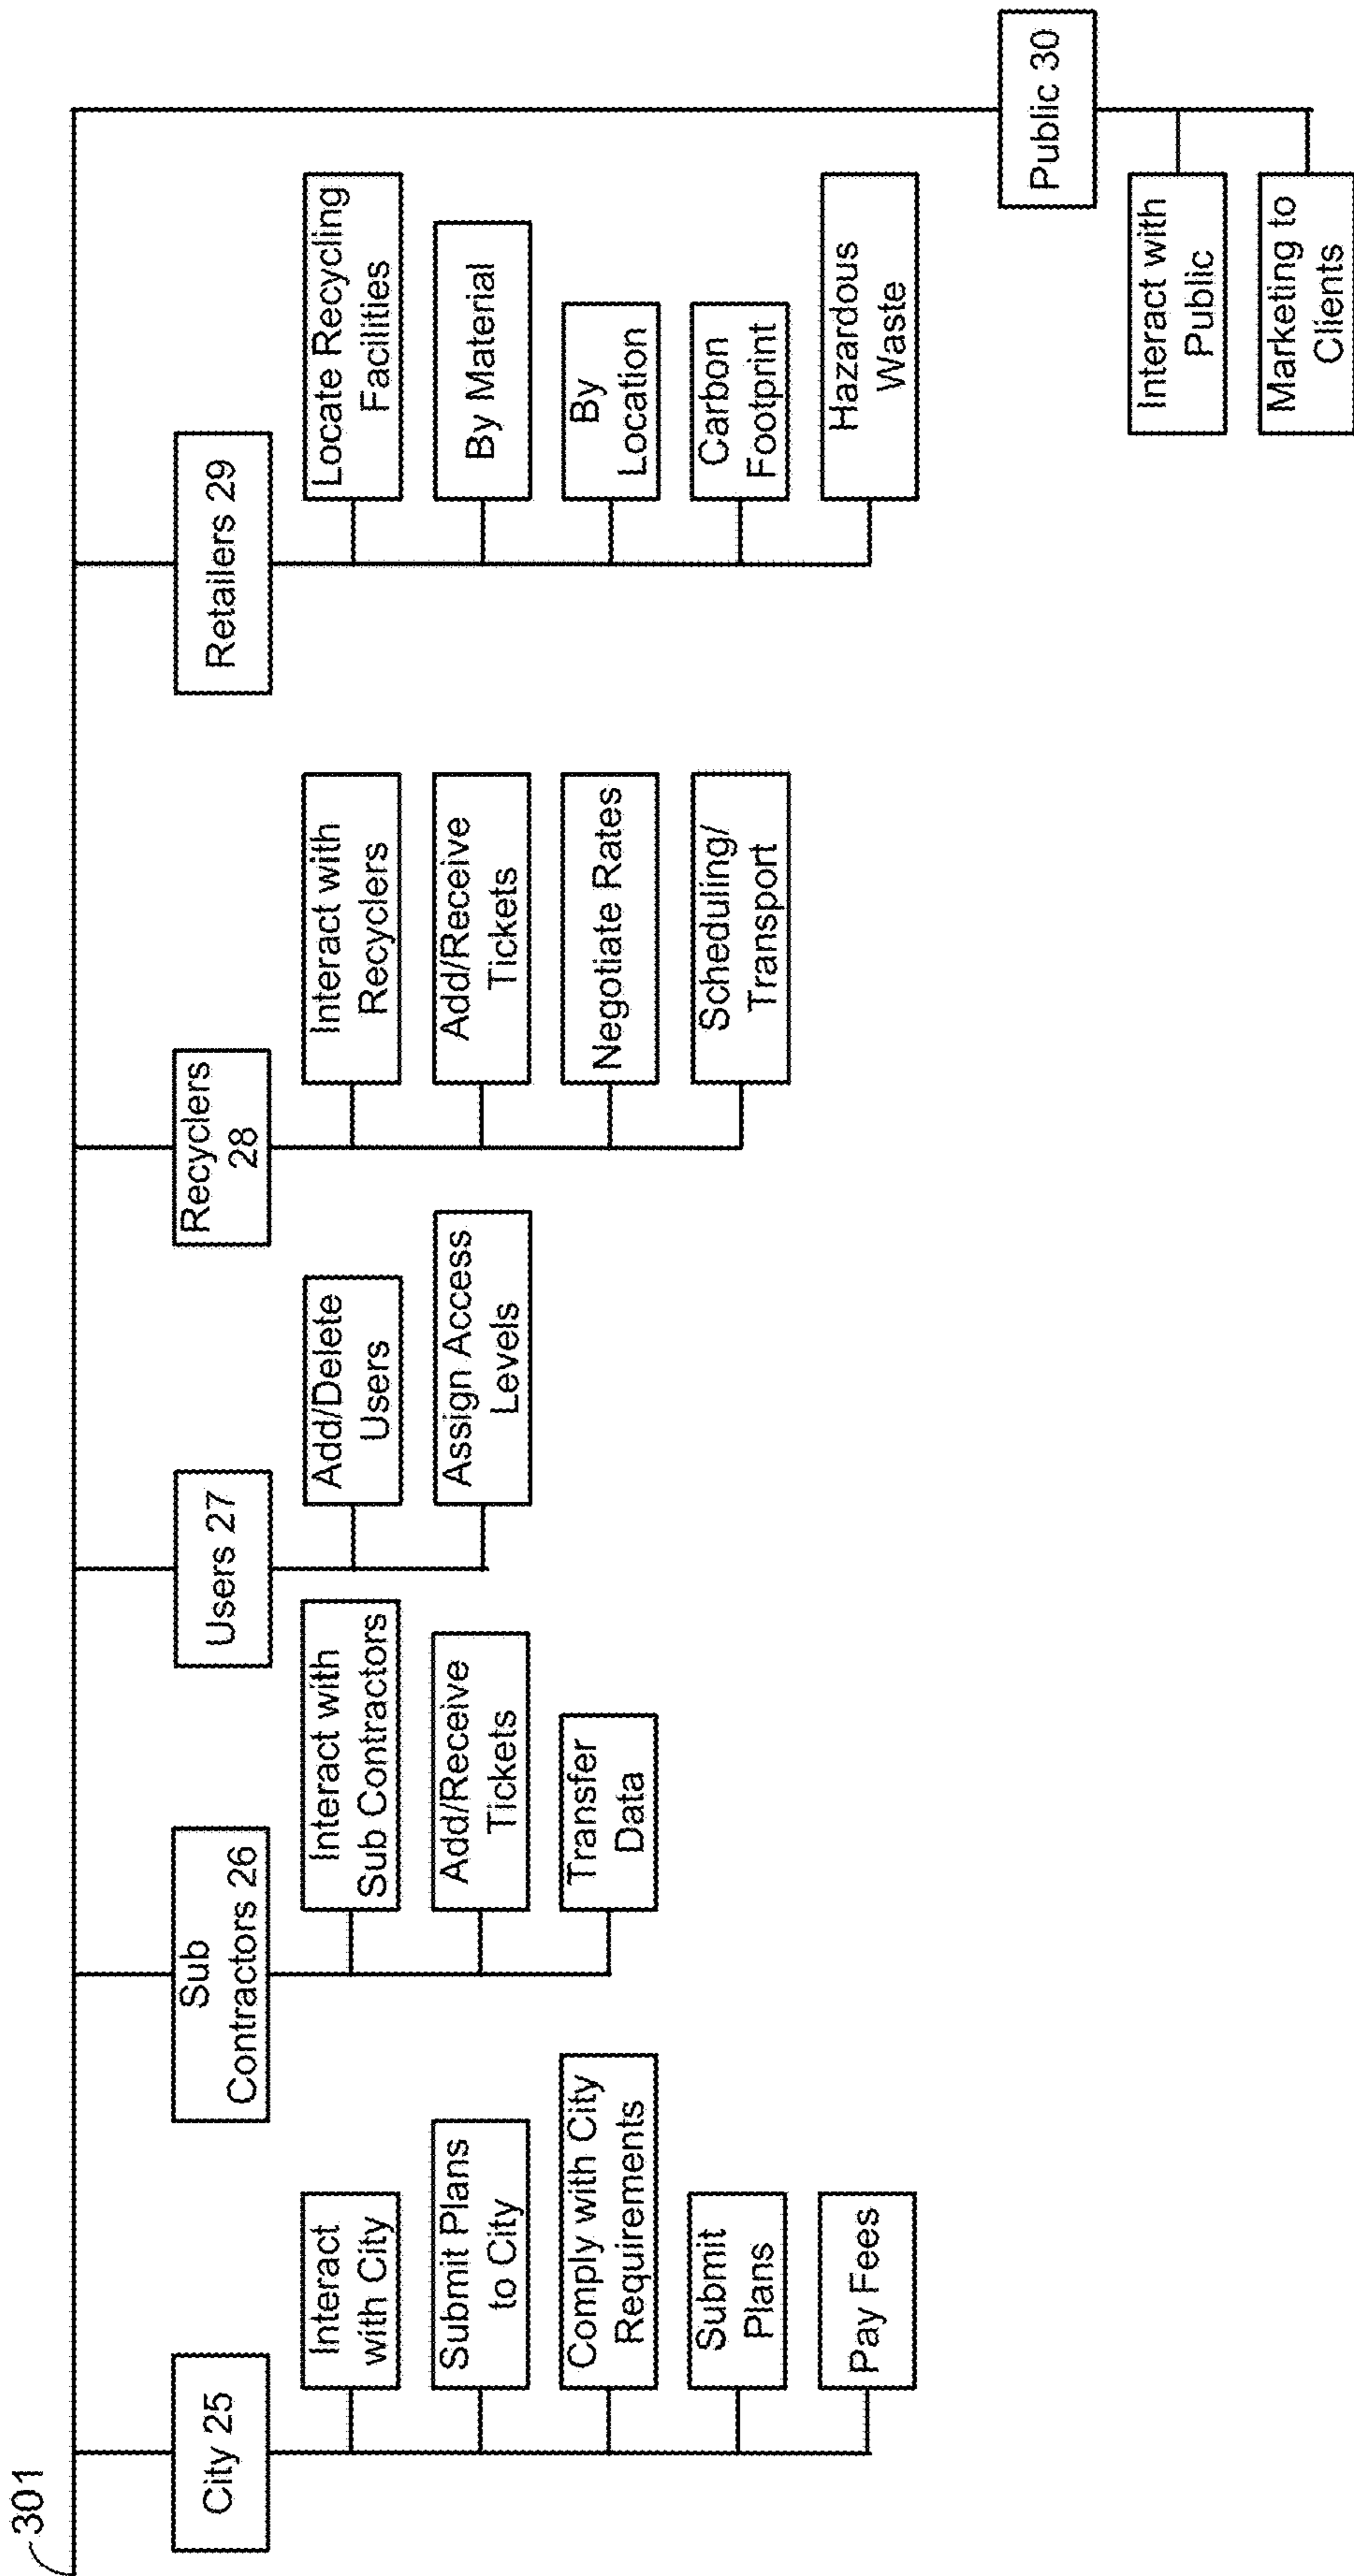 301
City 25
Interact
with City
Submit Plans
to City
Comply with City
Requirements
Submit
Plans
Pay Fees
Sub
Contractors 26
Interact with
Sub Contractors
Add/Receive
Tickets
Transfer
Data
Users 27
Add/Delete
Users
Assign Access
Levels
Recyclers
28
Interact with
Recyclers
Add/Receive
Tickets
Negotiate Rates
Scheduling/
Transport
Retailers 29
Locate Recycling
Facilities
By Material
By
Location
Carbon
Footprint
Hazardous
Waste
Public 30
Interact with
Public
Marketing to
Clients